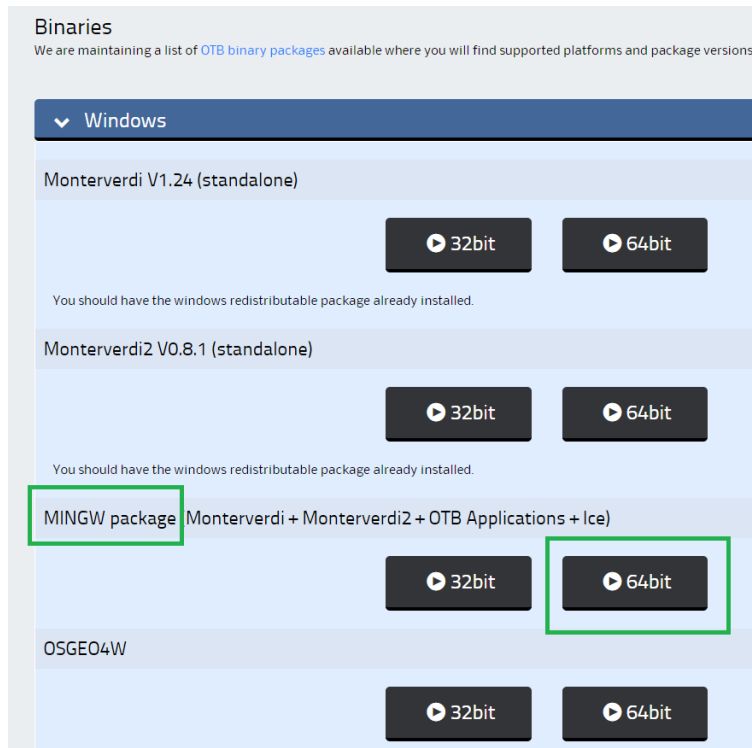 Binaries
We are maintaining a list of OTB binary packages available where you will find supported platforms and package versions
Windows
Monterverdi V1.24 (standalone)
32bit 64bit
You should have the windows redistributable package already installed.
Monterverdi2 V0.8.1 (standalone)
32bit 64bit
You should have the windows redistributable package already installed.
MINGW package (Monterverdi + Monterverdi2 + OTB Applications + Ice)
32bit 64bit
OSGEO4W
32bit 64bit